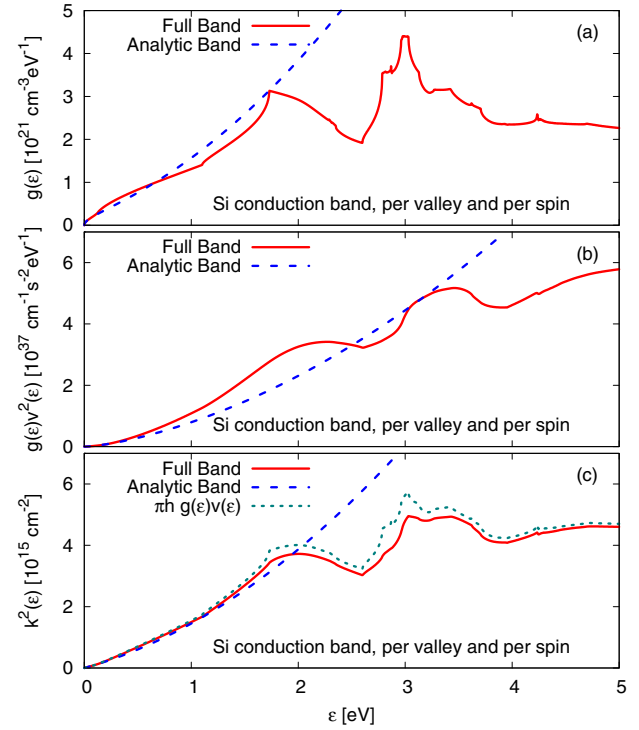 5
4
3
2
1
0
g(ε) [10²¹ cm⁻³eV⁻¹]
Full Band
Analytic Band
(a)
Si conduction band, per valley and per spin
6
4
2
0
g(ε)v²(ε) [10³⁷ cm⁻¹s⁻²eV⁻¹]
Full Band
Analytic Band
(b)
Si conduction band, per valley and per spin
6
4
2
0
k²(ε) [10¹⁵ cm⁻²]
Full Band
Analytic Band
πh g(ε)v(ε)
(c)
Si conduction band, per valley and per spin
0 1 2 3 4 5
ε [eV]